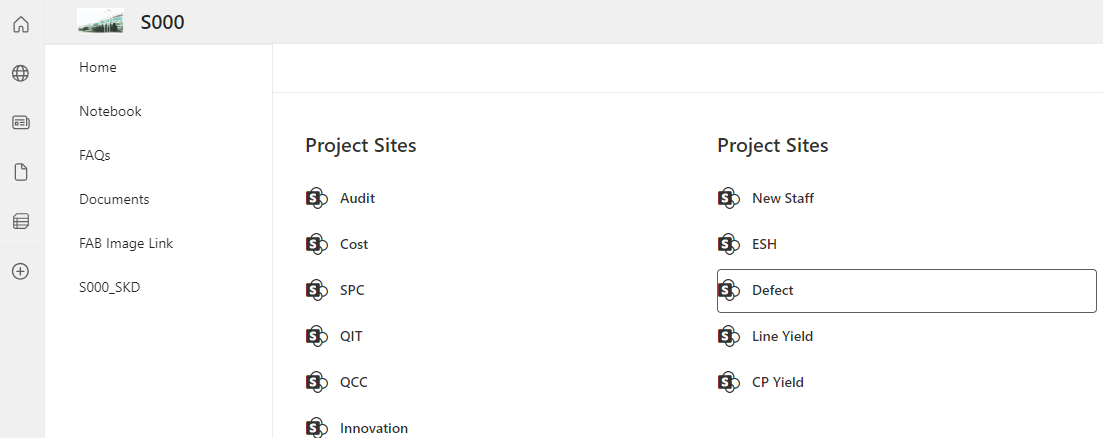 S000
Home
Notebook
FAQs
Documents
FAB Image Link
S000_SKD
Project Sites
Audit
Cost
SPC
QIT
QCC
Innovation
Project Sites
New Staff
ESH
Defect
Line Yield
CP Yield